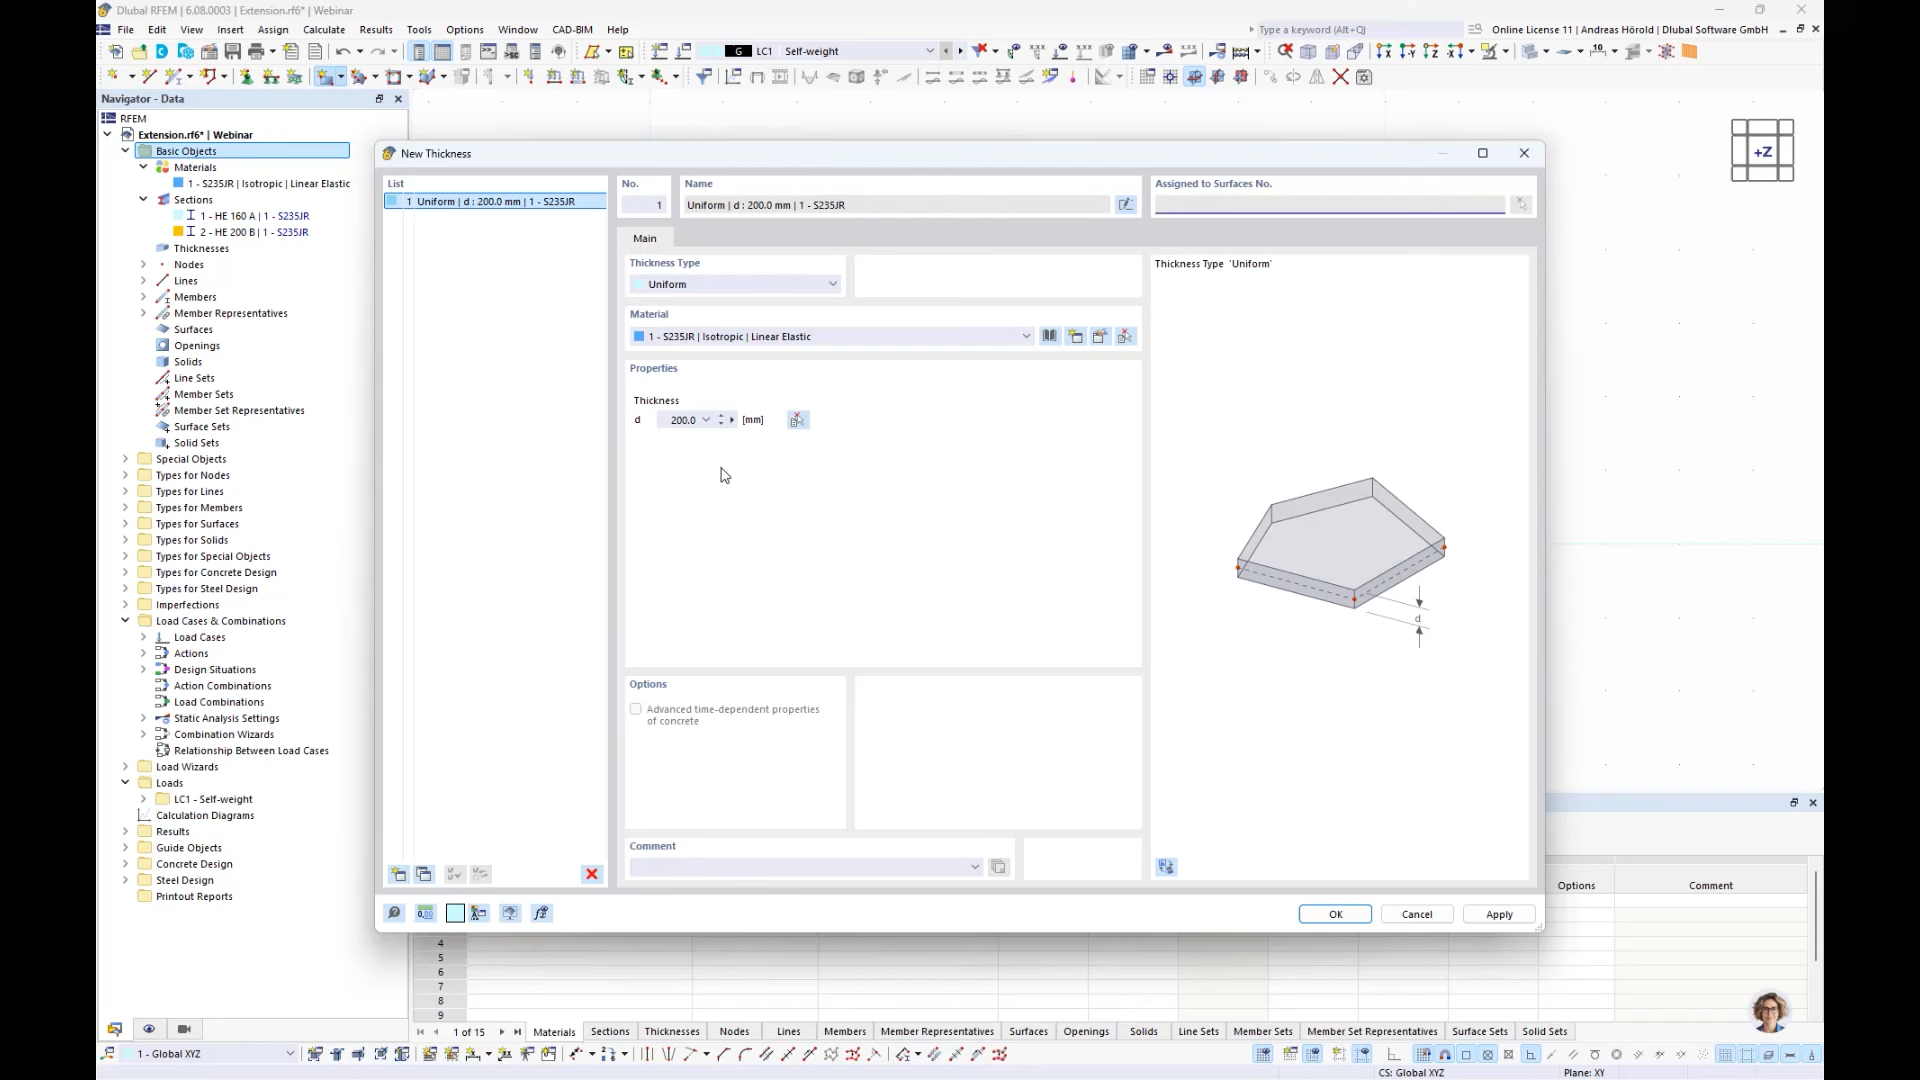 Dlubal RFEM | 6.08.0003 | Extension.rf6* | Webinar
File Edit View Insert Assign Calculate Results Tools Options Window CAD-BIM Help
Type a keyword (Alt+Q)
Online License 11 | Andreas Hörold | Dlubal Software GmbH
G LC1 Self-weight
Navigator - Data
RFEM
Extension.rf6* | Webinar
Basic Objects
Materials
1 - S235JR | Isotropic | Linear Elastic
Sections
1 - HE 160 A | 1 - S235JR
2 - HE 200 B | 1 - S235JR
Thicknesses
Nodes
Lines
Members
Member Representatives
Surfaces
Openings
Solids
Line Sets
Member Sets
Member Set Representatives
Surface Sets
Solid Sets
Special Objects
Types for Nodes
Types for Lines
Types for Members
Types for Surfaces
Types for Solids
Types for Special Objects
Types for Concrete Design
Types for Steel Design
Imperfections
Load Cases & Combinations
Load Cases
Actions
Design Situations
Action Combinations
Load Combinations
Static Analysis Settings
Combination Wizards
Relationship Between Load Cases
Load Wizards
Loads
LC1 - Self-weight
Calculation Diagrams
Results
Guide Objects
Concrete Design
Steel Design
Printout Reports
New Thickness
List
1 Uniform | d : 200.0 mm | 1 - S235JR
No.
1
Name
Uniform | d : 200.0 mm | 1 - S235JR
Assigned to Surfaces No.
Main
Thickness Type
Uniform
Material
1 - S235JR | Isotropic | Linear Elastic
Properties
Thickness
d 200.0 [mm]
Options
Advanced time-dependent properties
of concrete
Comment
Thickness Type 'Uniform'
d
OK Cancel Apply
+Z
Options Comment
4
5
6
7
8
9
1 of 15 Materials Sections Thicknesses Nodes Lines Members Member Representatives Surfaces Openings Solids Line Sets Member Sets Member Set Representatives Surface Sets Solid Sets
1 - Global XYZ
CS: Global XYZ Plane: XY